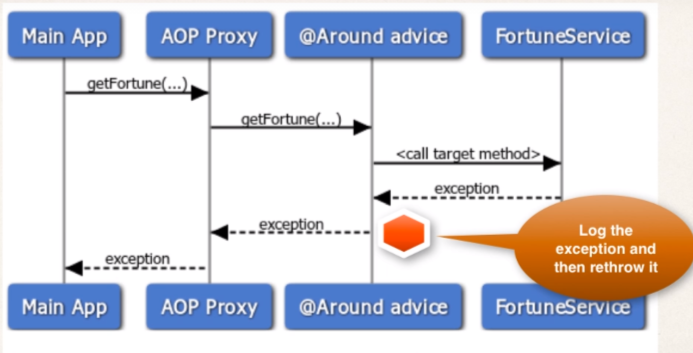 Main App
AOP Proxy
@Around advice
FortuneService
getFortune(...)
getFortune(...)
<call target method>
exception
exception
exception
Log the
exception and
then rethrow it
Main App
AOP Proxy
@Around advice
FortuneService